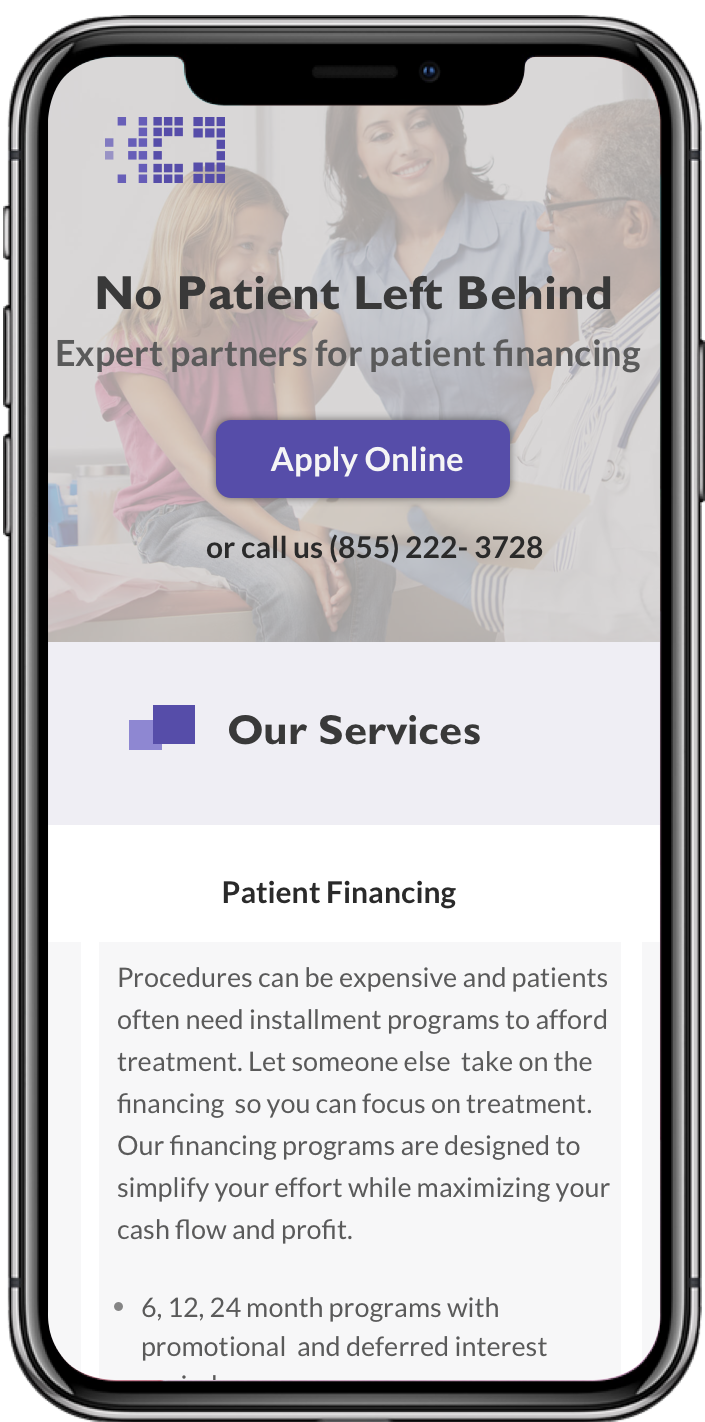 No Patient Left Behind
Expert partners for patient financing
Apply Online
or call us (855) 222- 3728
Our Services
Patient Financing
Procedures can be expensive and patients
often need installment programs to afford
treatment. Let someone else  take on the
financing  so you can focus on treatment.
Our financing programs are designed to
simplify your effort while maximizing your
cash flow and profit.
• 6, 12, 24 month programs with
promotional  and deferred interest